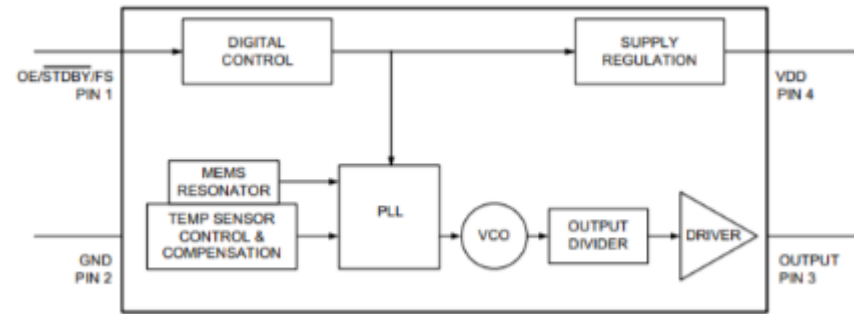 DIGITAL
CONTROL
SUPPLY
REGULATION
OE/STDBY/FS
PIN 1
VDD
PIN 4
MEMS
RESONATOR
TEMP SENSOR
CONTROL &
COMPENSATION
PLL
VCO
OUTPUT
DIVIDER
DRIVER
GND
PIN 2
OUTPUT
PIN 3